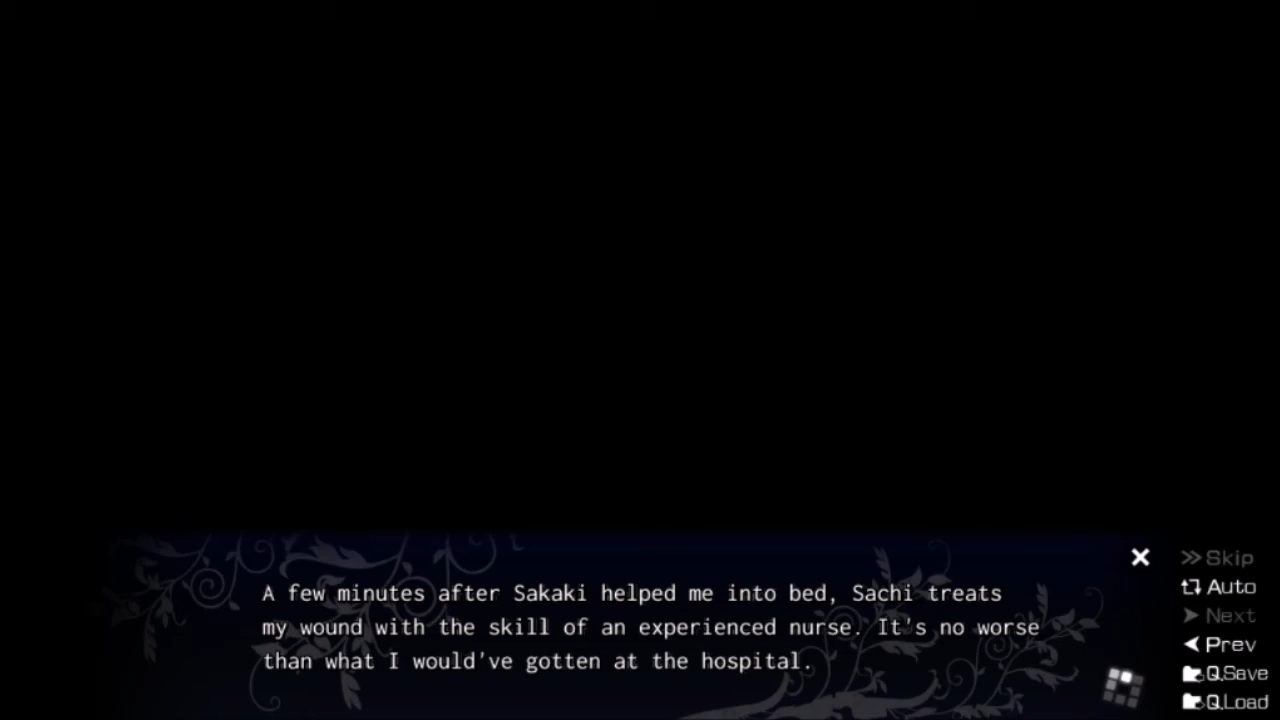 A few minutes after Sakaki helped me into bed, Sachi treats
my wound with the skill of an experienced nurse. It's no worse
than what I would've gotten at the hospital.
Skip
Auto
Next
Prev
Q.Save
Q.Load